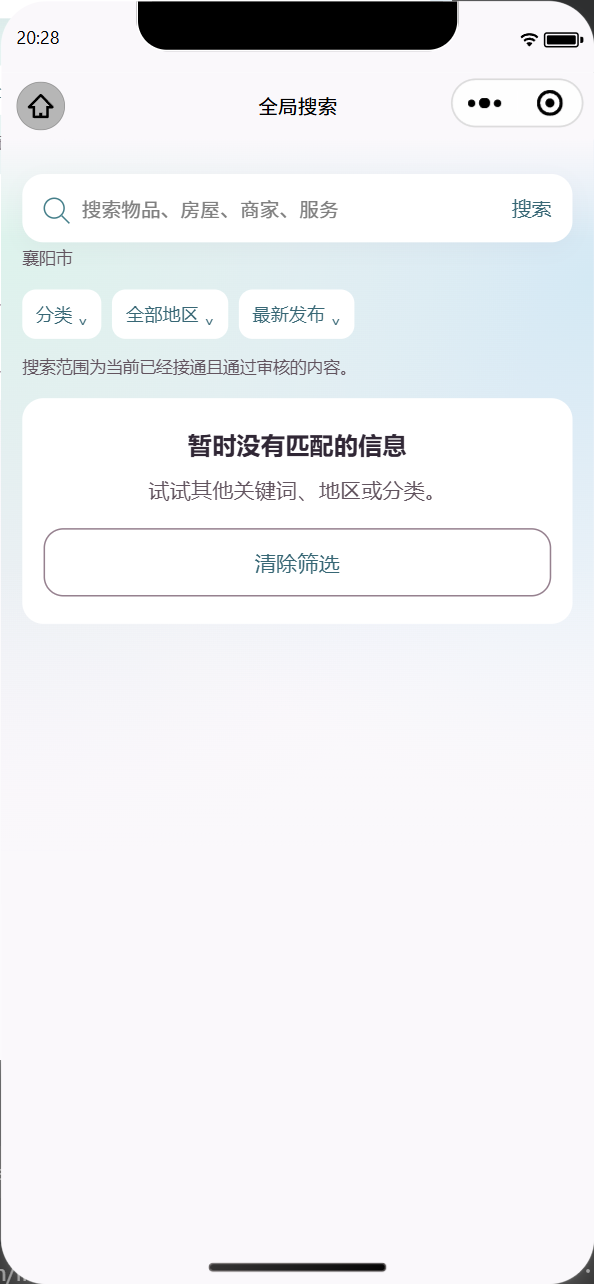 20:28
全局搜索
搜索物品、房屋、商家、服务 搜索
襄阳市
分类 全部地区 最新发布
搜索范围为当前已经接通且通过审核的内容。
暂时没有匹配的信息
试试其他关键词、地区或分类。
清除筛选